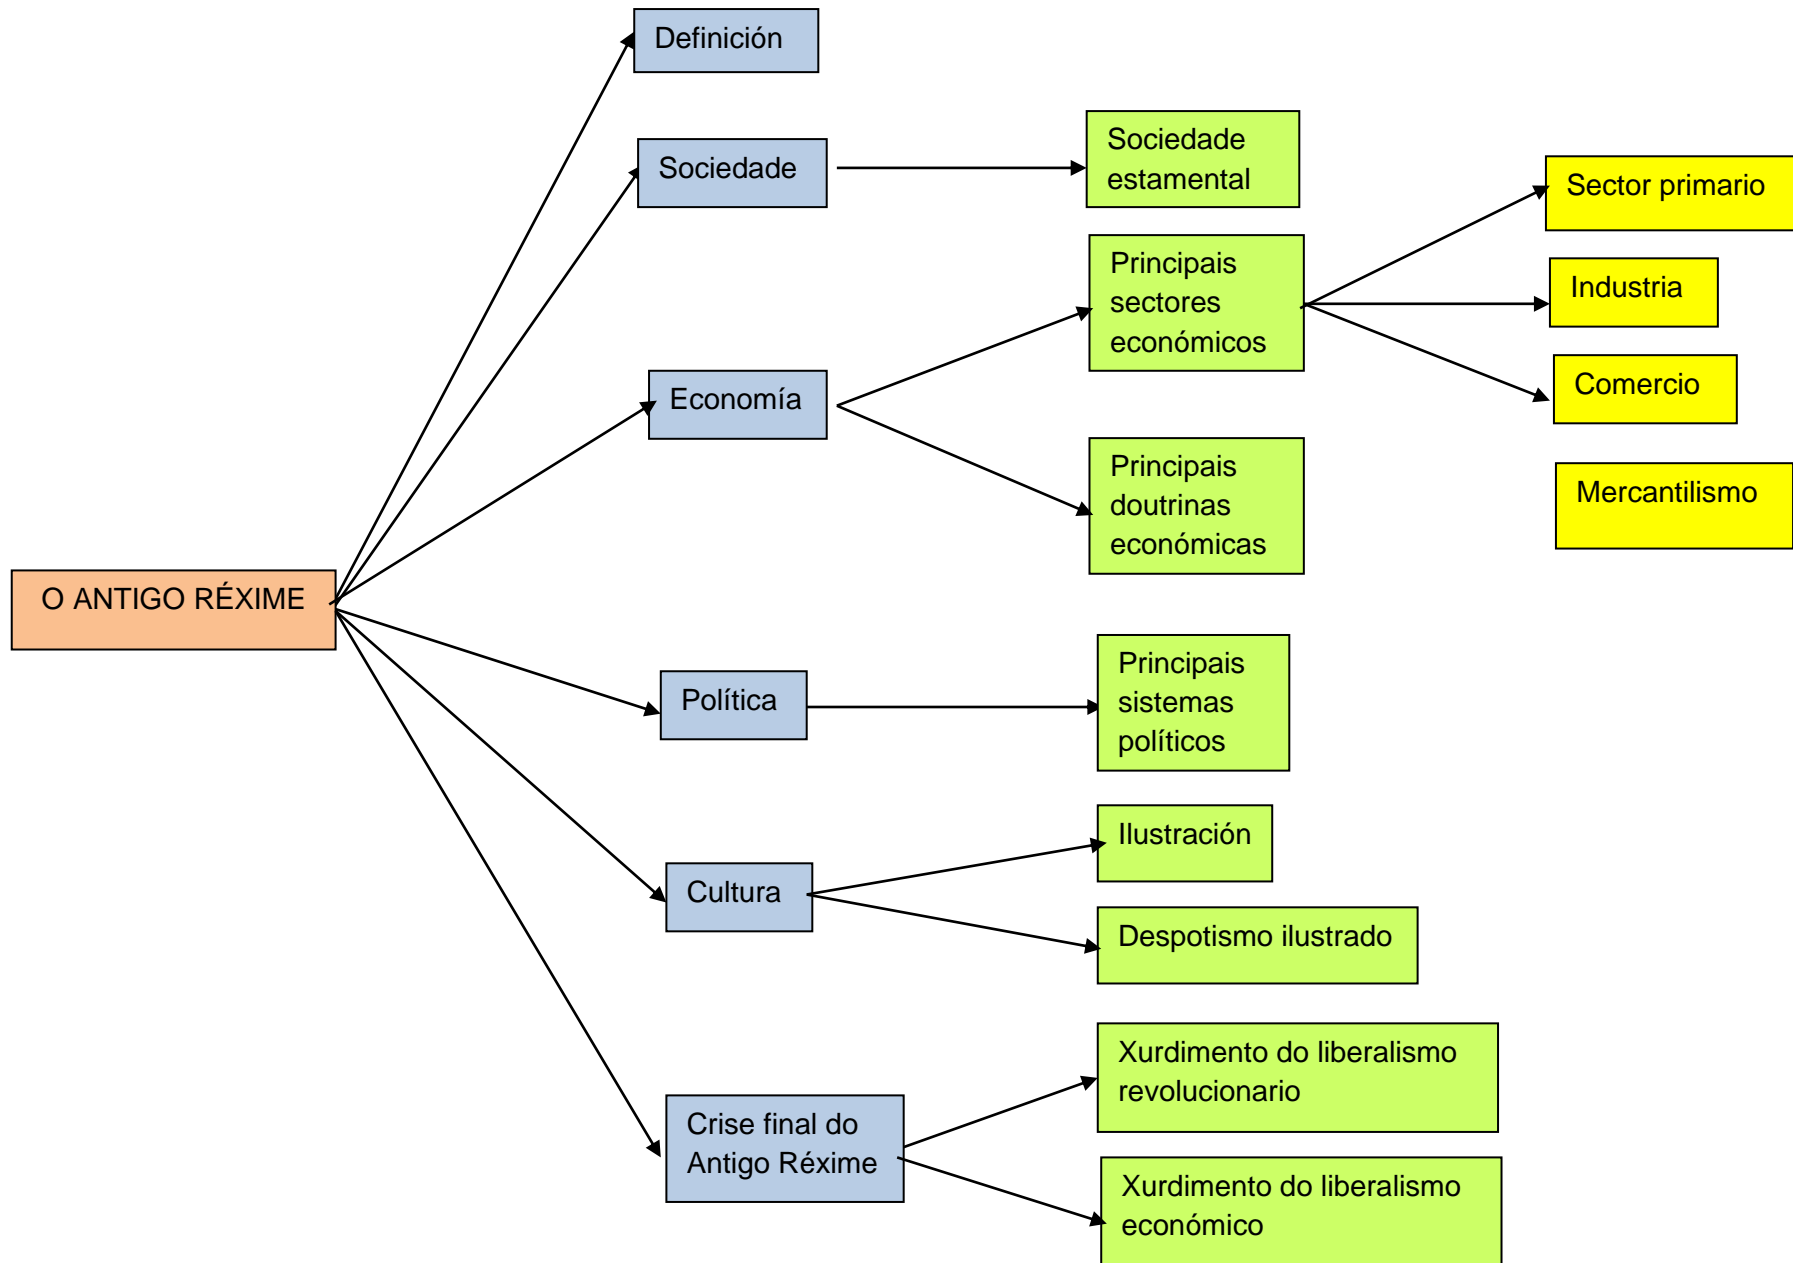 Definición
Sociedade
Sociedade
estamental
Sector primario
Principais
sectores
económicos
Industria
Comercio
Economía
Principais
doutrinas
económicas
Mercantilismo
O ANTIGO RÉXIME
Política
Principais
sistemas
políticos
Cultura
Ilustración
Despotismo ilustrado
Crise final do
Antigo Réxime
Xurdimento do liberalismo
revolucionario
Xurdimento do liberalismo
económico